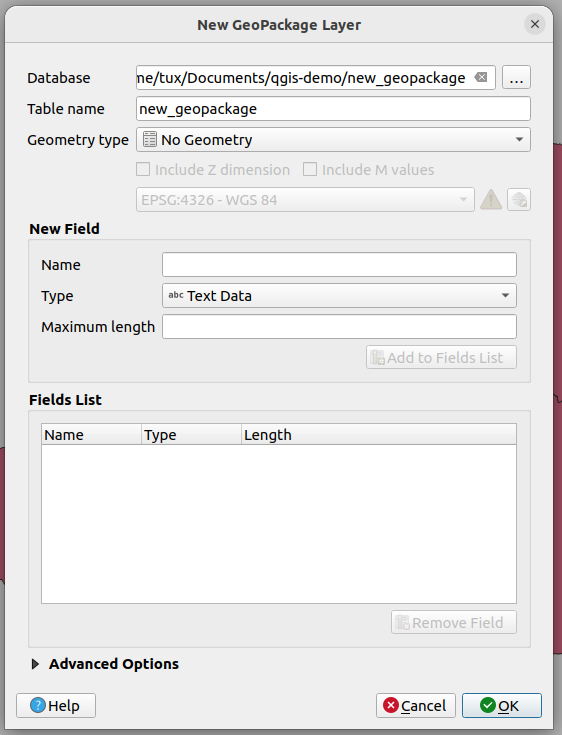 New GeoPackage Layer
Database me/tux/Documents/qgis-demo/new_geopackage ...
Table name new_geopackage
Geometry type No Geometry
Include Z dimension Include M values
EPSG:4326 - WGS 84
New Field
Name
Type abc Text Data
Maximum length
Add to Fields List
Fields List
Name Type Length
Remove Field
Advanced Options
Help Cancel OK